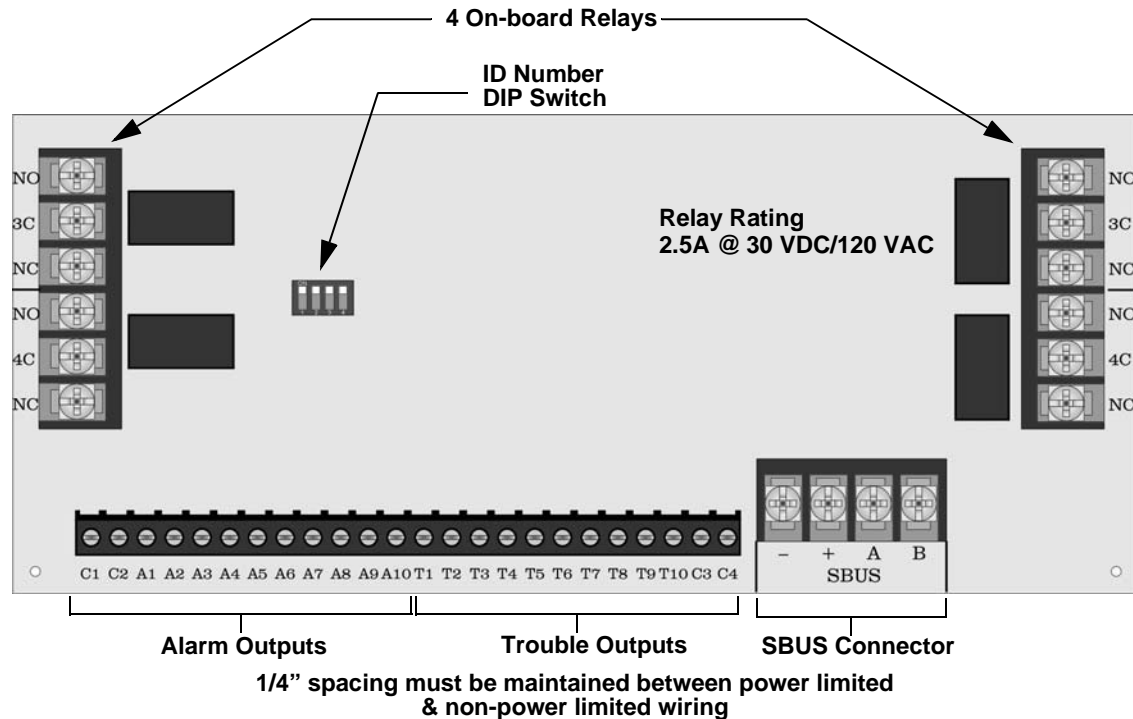 4 On-board Relays
ID Number
DIP Switch
NO
3C
NC
NO
4C
NC
Relay Rating
2.5A @ 30 VDC/120 VAC
NO
3C
NC
NO
4C
NC
C1 C2 A1 A2 A3 A4 A5 A6 A7 A8 A9 A10 T1 T2 T3 T4 T5 T6 T7 T8 T9 T10 C3 C4
– + A B
SBUS
Alarm Outputs
Trouble Outputs
SBUS Connector
1/4” spacing must be maintained between power limited
& non-power limited wiring